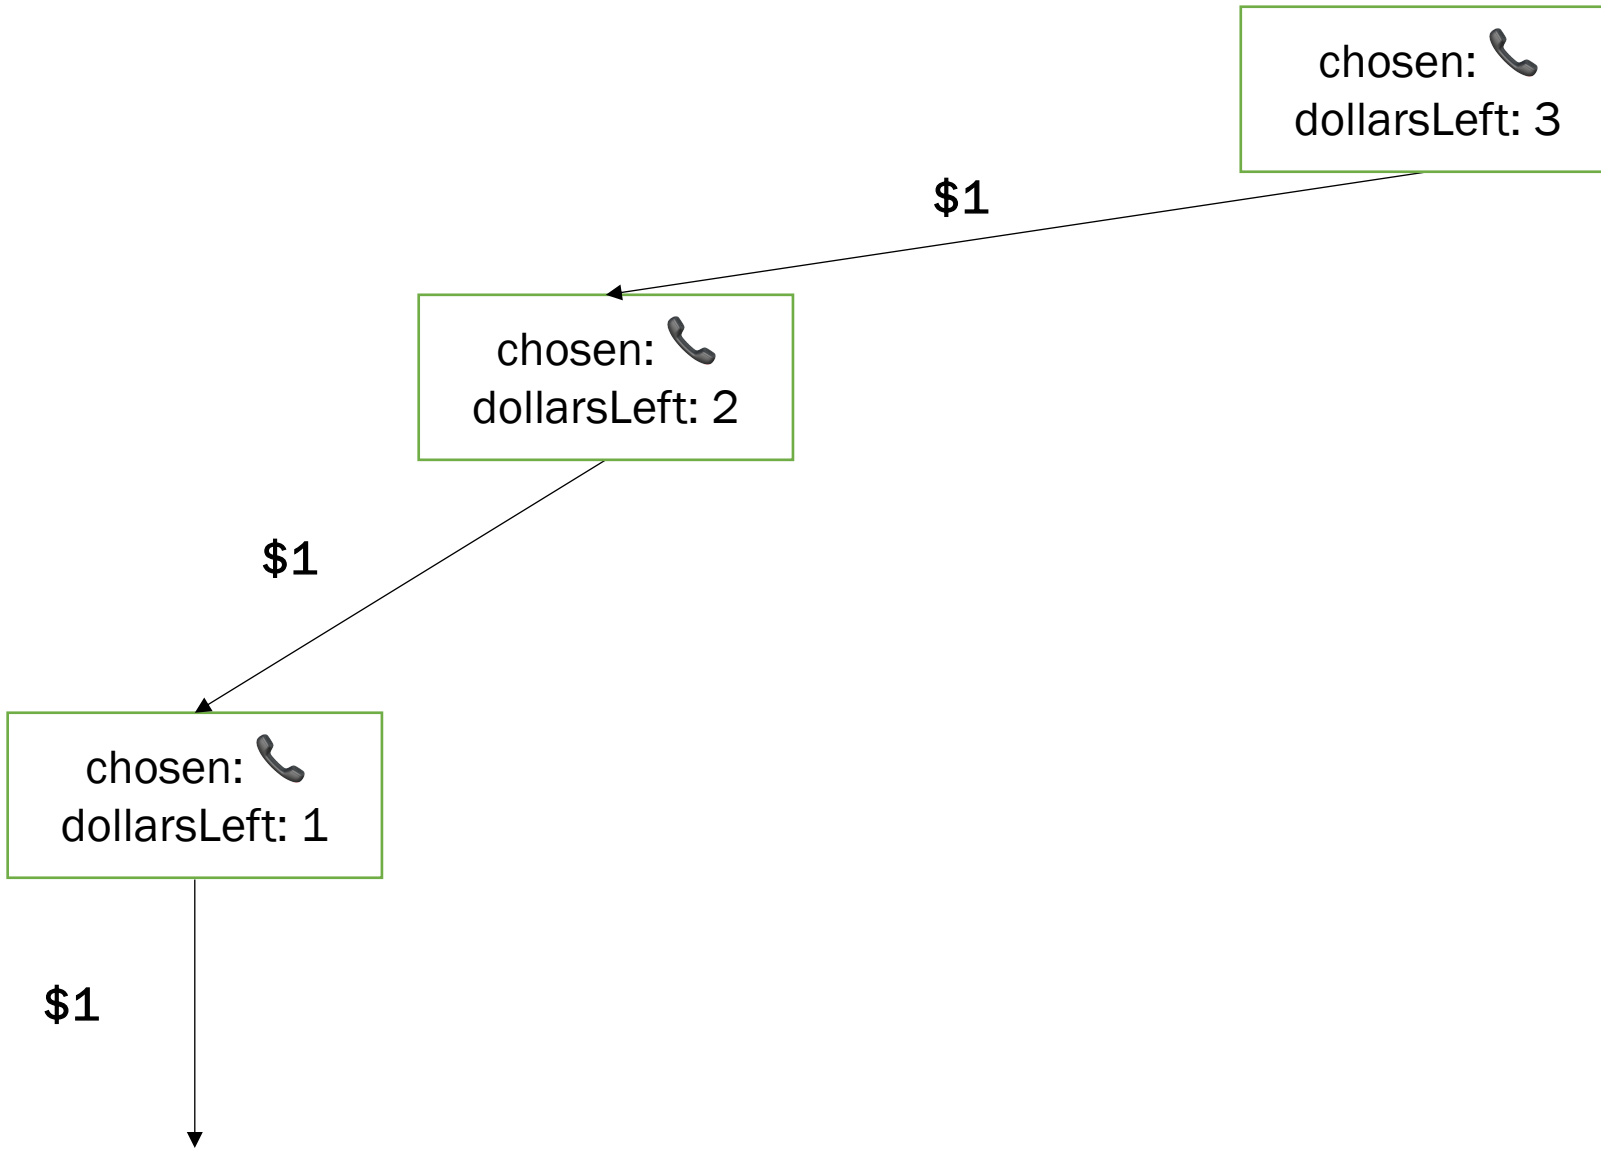 chosen: 📞
dollarsLeft: 3
$1
chosen: 📞
dollarsLeft: 2
$1
chosen: 📞
dollarsLeft: 1
$1